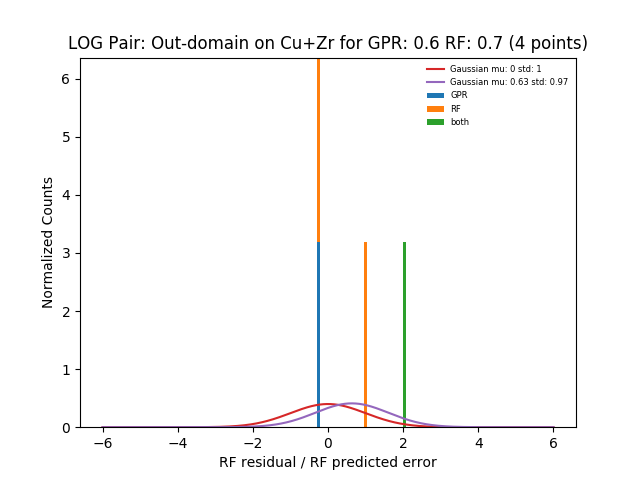 LOG Pair: Out-domain on Cu+Zr for GPR: 0.6 RF: 0.7 (4 points)
Gaussian mu: 0 std: 1
Gaussian mu: 0.63 std: 0.97
GPR
RF
both
Normalized Counts
6
5
4
3
2
1
0
−6
−4
−2
0
2
4
6
RF residual / RF predicted error